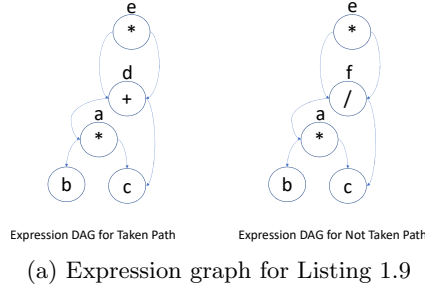 e
*
d
+
a
*
b
c
Expression DAG for Taken Path
e
*
f
/
a
*
b
c
Expression DAG for Not Taken Path
(a) Expression graph for Listing 1.9